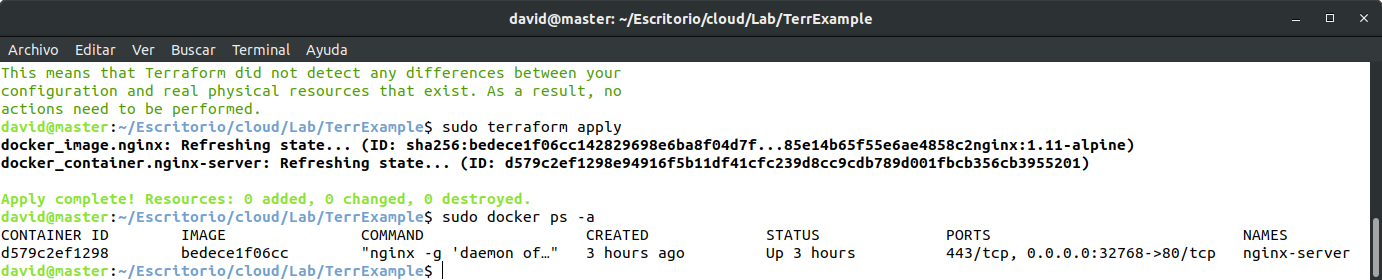 david@master: ~/Escritorio/cloud/Lab/TerrExample
Archivo Editar Ver Buscar Terminal Ayuda
This means that Terraform did not detect any differences between your
configuration and real physical resources that exist. As a result, no
actions need to be performed.
david@master:~/Escritorio/cloud/Lab/TerrExample$ sudo terraform apply
docker_image.nginx: Refreshing state... (ID: sha256:bedece1f06cc142829698e6ba8f04d7f...85e14b65f55e6ae4858c2nginx:1.11-alpine)
docker_container.nginx-server: Refreshing state... (ID: d579c2ef1298e94916f5b11df41cfc239d8cc9cdb789d001fbcb356cb3955201)
Apply complete! Resources: 0 added, 0 changed, 0 destroyed.
david@master:~/Escritorio/cloud/Lab/TerrExample$ sudo docker ps -a
CONTAINER ID IMAGE COMMAND CREATED STATUS PORTS NAMES
d579c2ef1298 bedece1f06cc "nginx -g 'daemon of…" 3 hours ago Up 3 hours 443/tcp, 0.0.0.0:32768->80/tcp nginx-server
david@master:~/Escritorio/cloud/Lab/TerrExample$